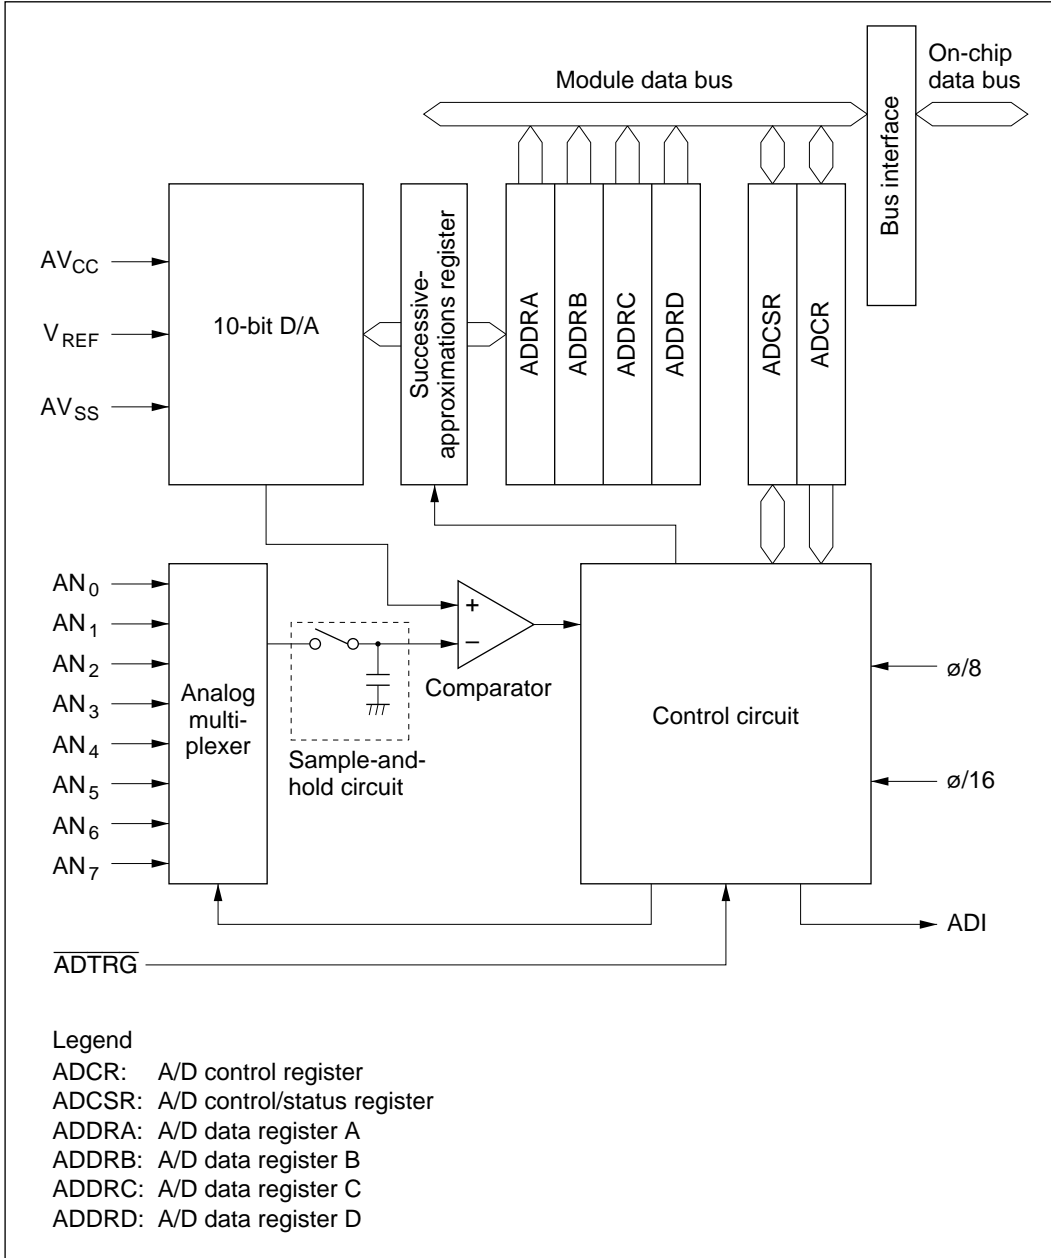 Module data bus
On-chip
data bus
Bus interface
AVCC
VREF
AVSS
10-bit D/A
Successive-
approximations register
ADDRA
ADDRB
ADDRC
ADDRD
ADCSR
ADCR
AN0
AN1
AN2
AN3
AN4
AN5
AN6
AN7
Analog
multi-
plexer
Sample-and-
hold circuit
+
−
Comparator
Control circuit
ø/8
ø/16
ADI
ADTRG
Legend
ADCR: A/D control register
ADCSR: A/D control/status register
ADDRA: A/D data register A
ADDRB: A/D data register B
ADDRC: A/D data register C
ADDRD: A/D data register D